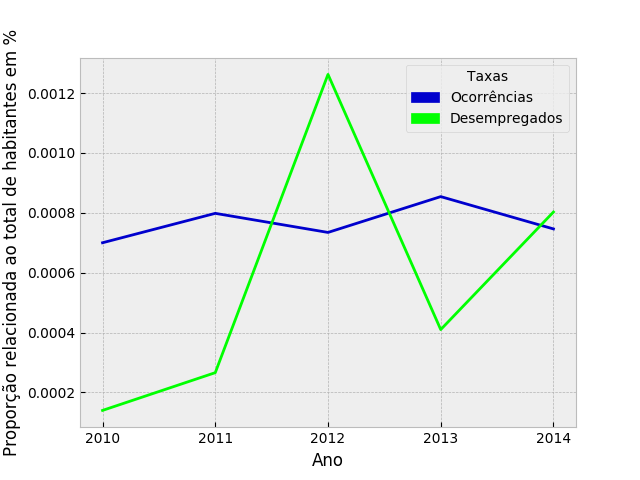 Proporção relacionada ao total de habitantes em %
0.0012
0.0010
0.0008
0.0006
0.0004
0.0002
Taxas
Ocorrências
Desempregados
2010 2011 2012 2013 2014
Ano